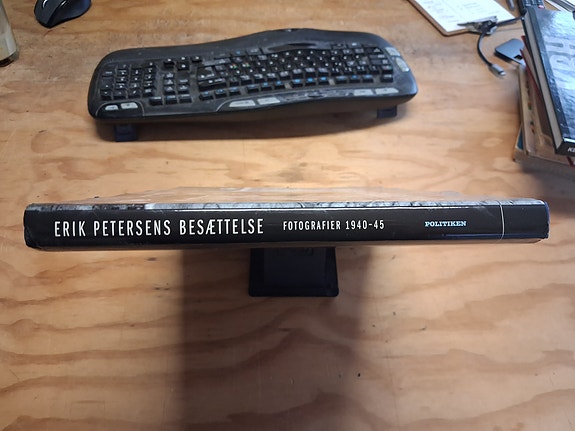 ERIK PETERSENS BESÆTTELSE FOTOGRAFIER 1940-45 POLITIKEN